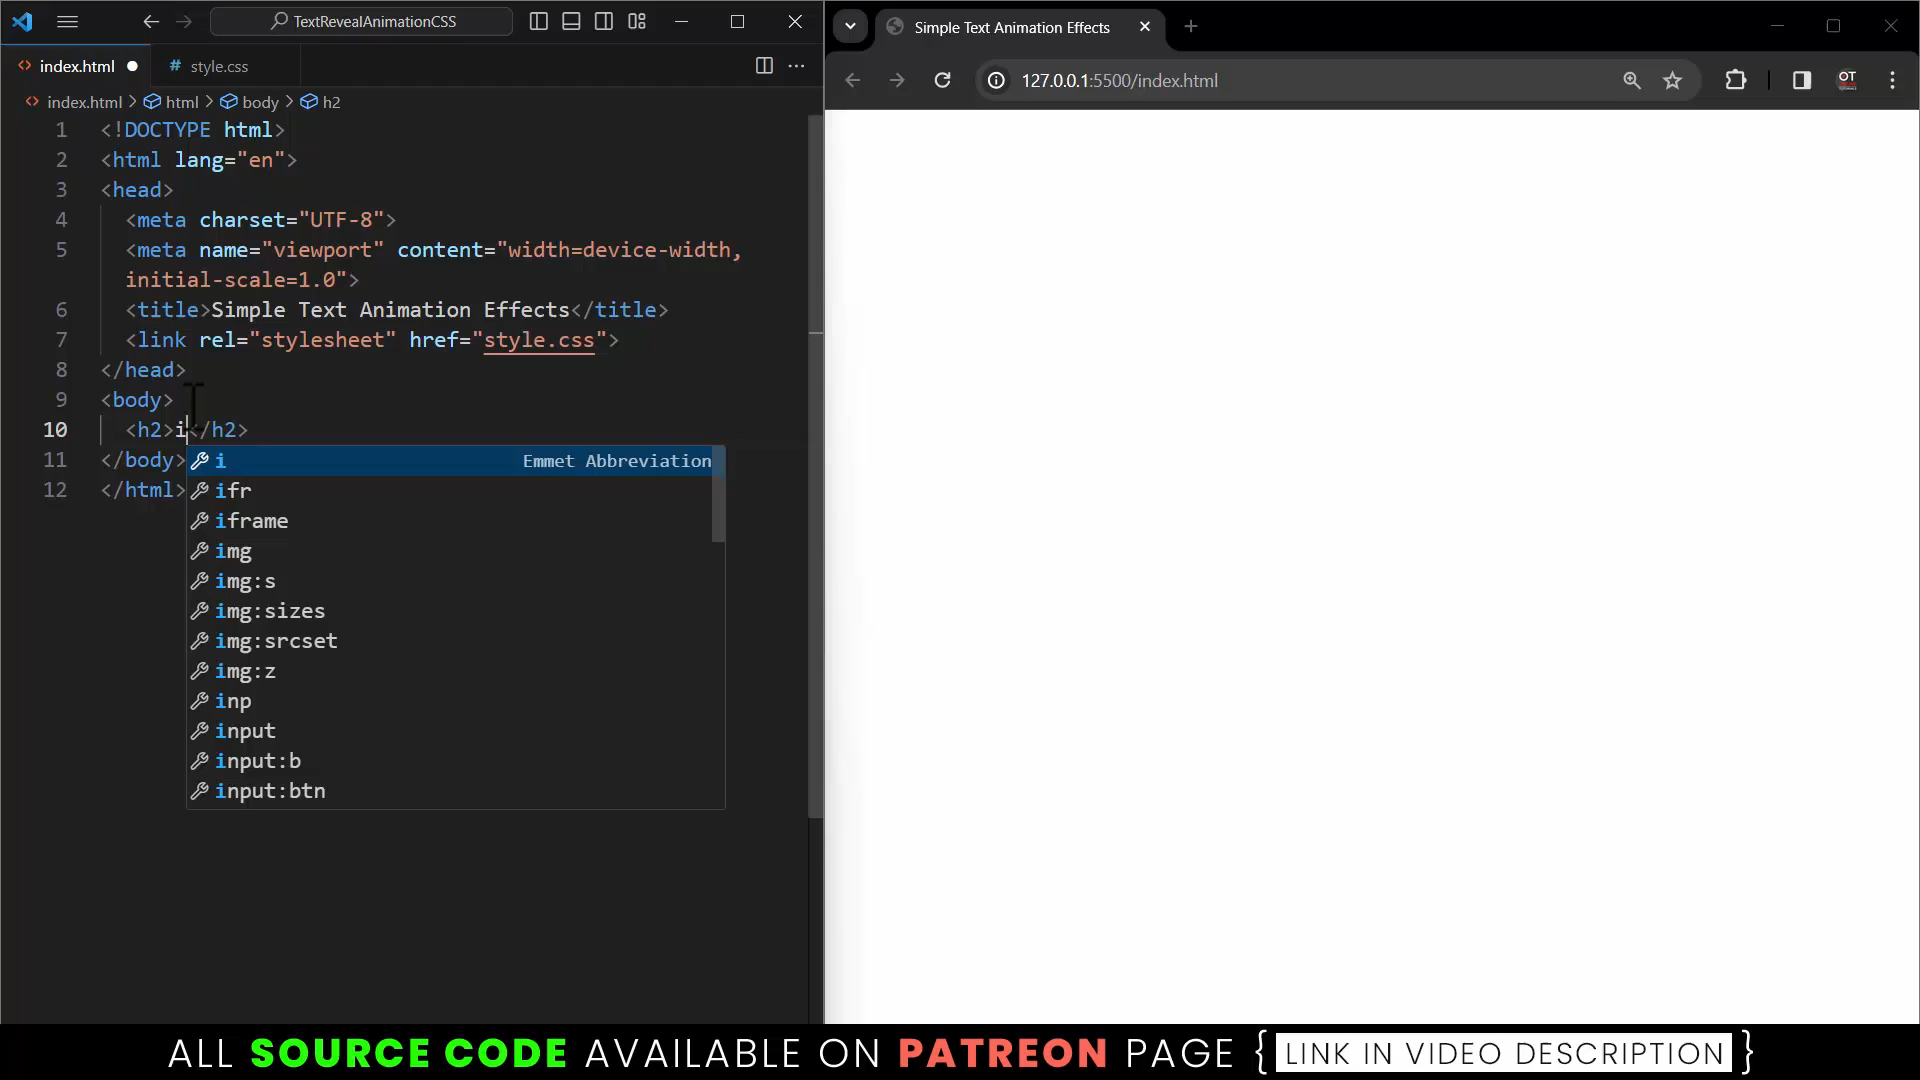 TextRevealAnimationCSS
index.html
# style.css
index.html > html > body > h2
1 <!DOCTYPE html>
2 <html lang="en">
3 <head>
4 <meta charset="UTF-8">
5 <meta name="viewport" content="width=device-width,
initial-scale=1.0">
6 <title>Simple Text Animation Effects</title>
7 <link rel="stylesheet" href="style.css">
8 </head>
9 <body>
10 <h2>i</h2>
11 </body>
12 </html>
i Emmet Abbreviation
ifr
iframe
img
img:s
img:sizes
img:srcset
img:z
inp
input
input:b
input:btn
Simple Text Animation Effects
127.0.0.1:5500/index.html
OT
ALL SOURCE CODE AVAILABLE ON PATREON PAGE { LINK IN VIDEO DESCRIPTION }